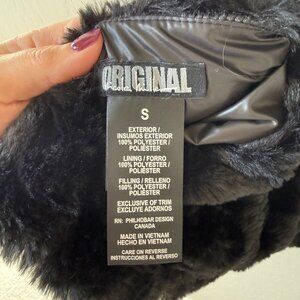 ORIGINAL
S
EXTERIOR /
INSUMOS EXTERIOR
100% POLYESTER /
POLIÉSTER
LINING / FORRO
100% POLYESTER /
POLIÉSTER
FILLING / RELLENO
100% POLYESTER /
POLIÉSTER
EXCLUSIVE OF TRIM
EXCLUYE ADORNOS
RN: PHILHOBAR DESIGN
CANADA
MADE IN VIETNAM
HECHO EN VIETNAM
CARE ON REVERSE
INSTRUCCIONES AL REVERSO